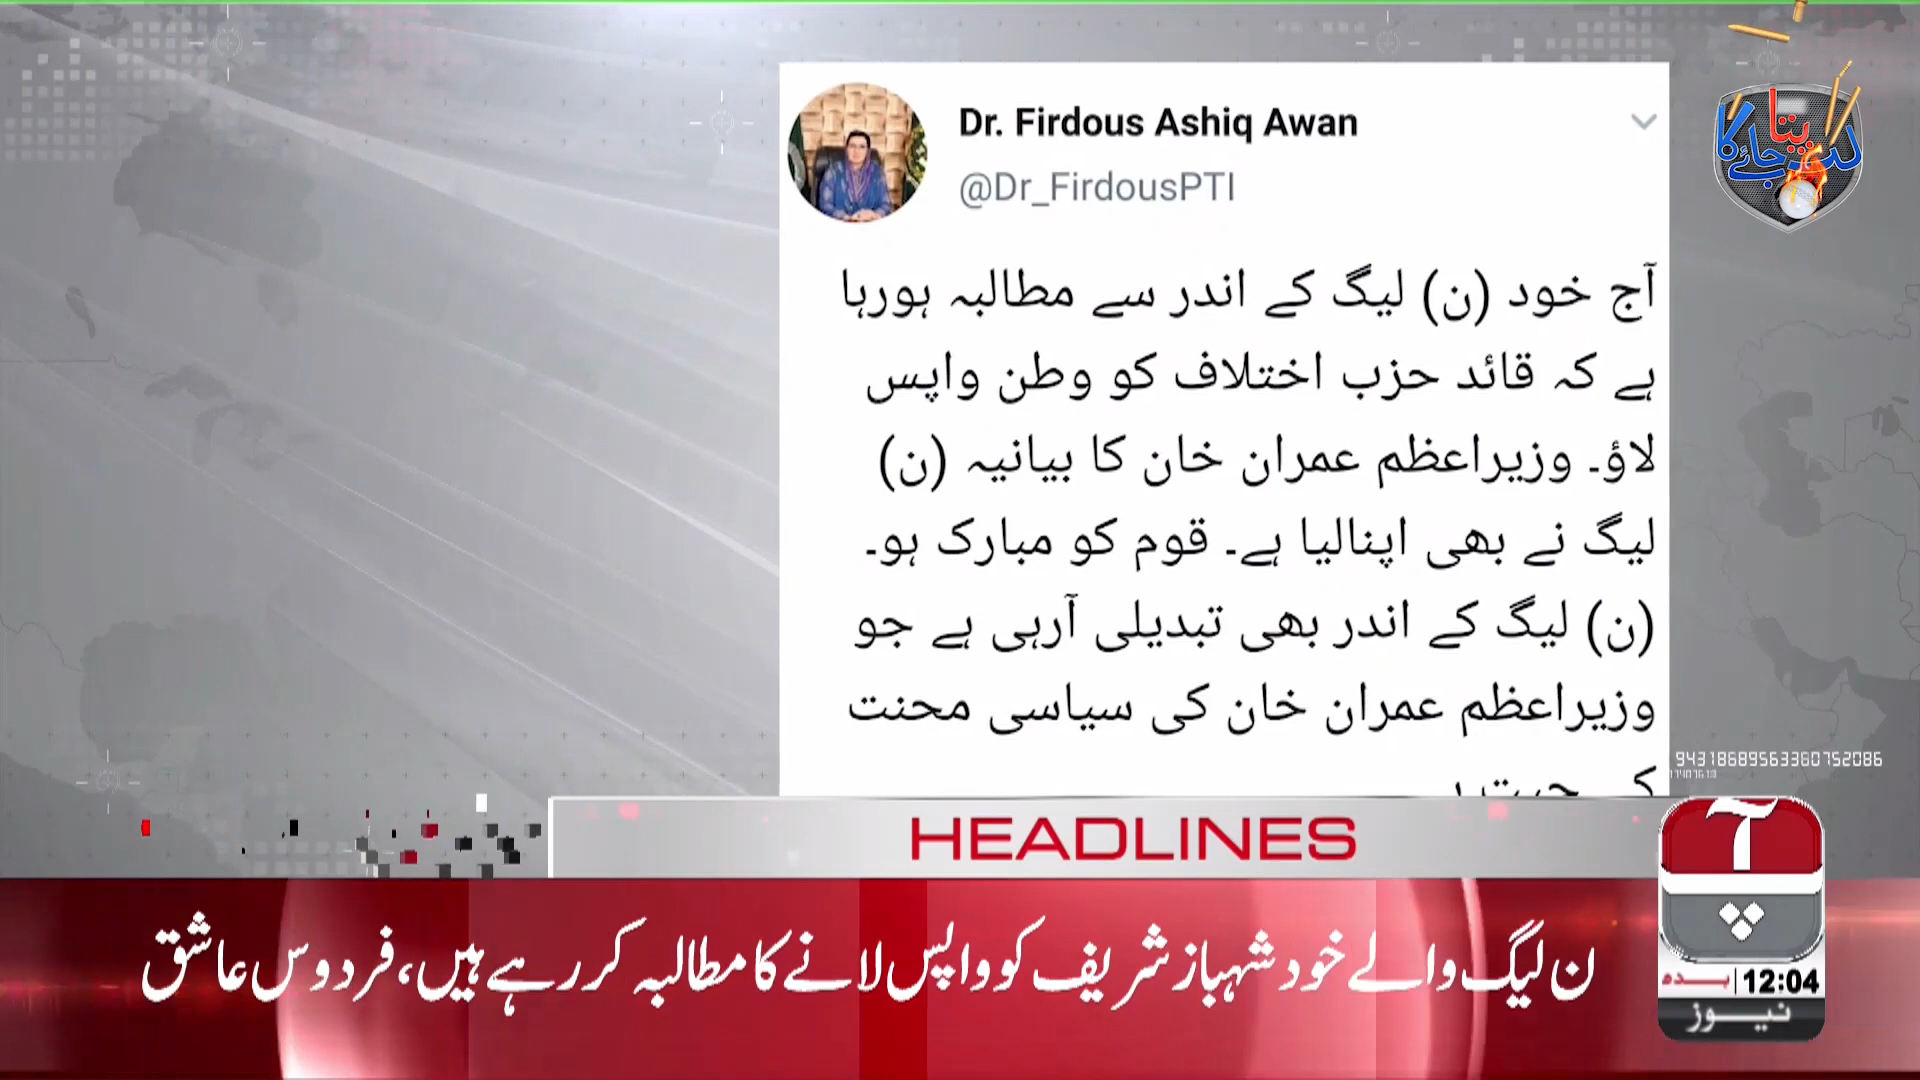 Dr. Firdous Ashiq Awan
@Dr_FirdousPTI
آج خود (ن) لیگ کے اندر سے مطالبہ ہورہا
ہے کہ قائد حزب اختلاف کو وطن واپس
لاؤ۔ وزیراعظم عمران خان کا بیانیہ (ن)
لیگ نے بھی اپنالیا ہے۔ قوم کو مبارک ہو۔
(ن) لیگ کے اندر بھی تبدیلی آرہی ہے جو
وزیراعظم عمران خان کی سیاسی محنت
94318689563360752086
HEADLINES
ن لیگ والے خود شہباز شریف کو واپس لانے کا مطالبہ کر رہے ہیں، فردوس عاشق
آپ
بدھ 12:04
نیوز